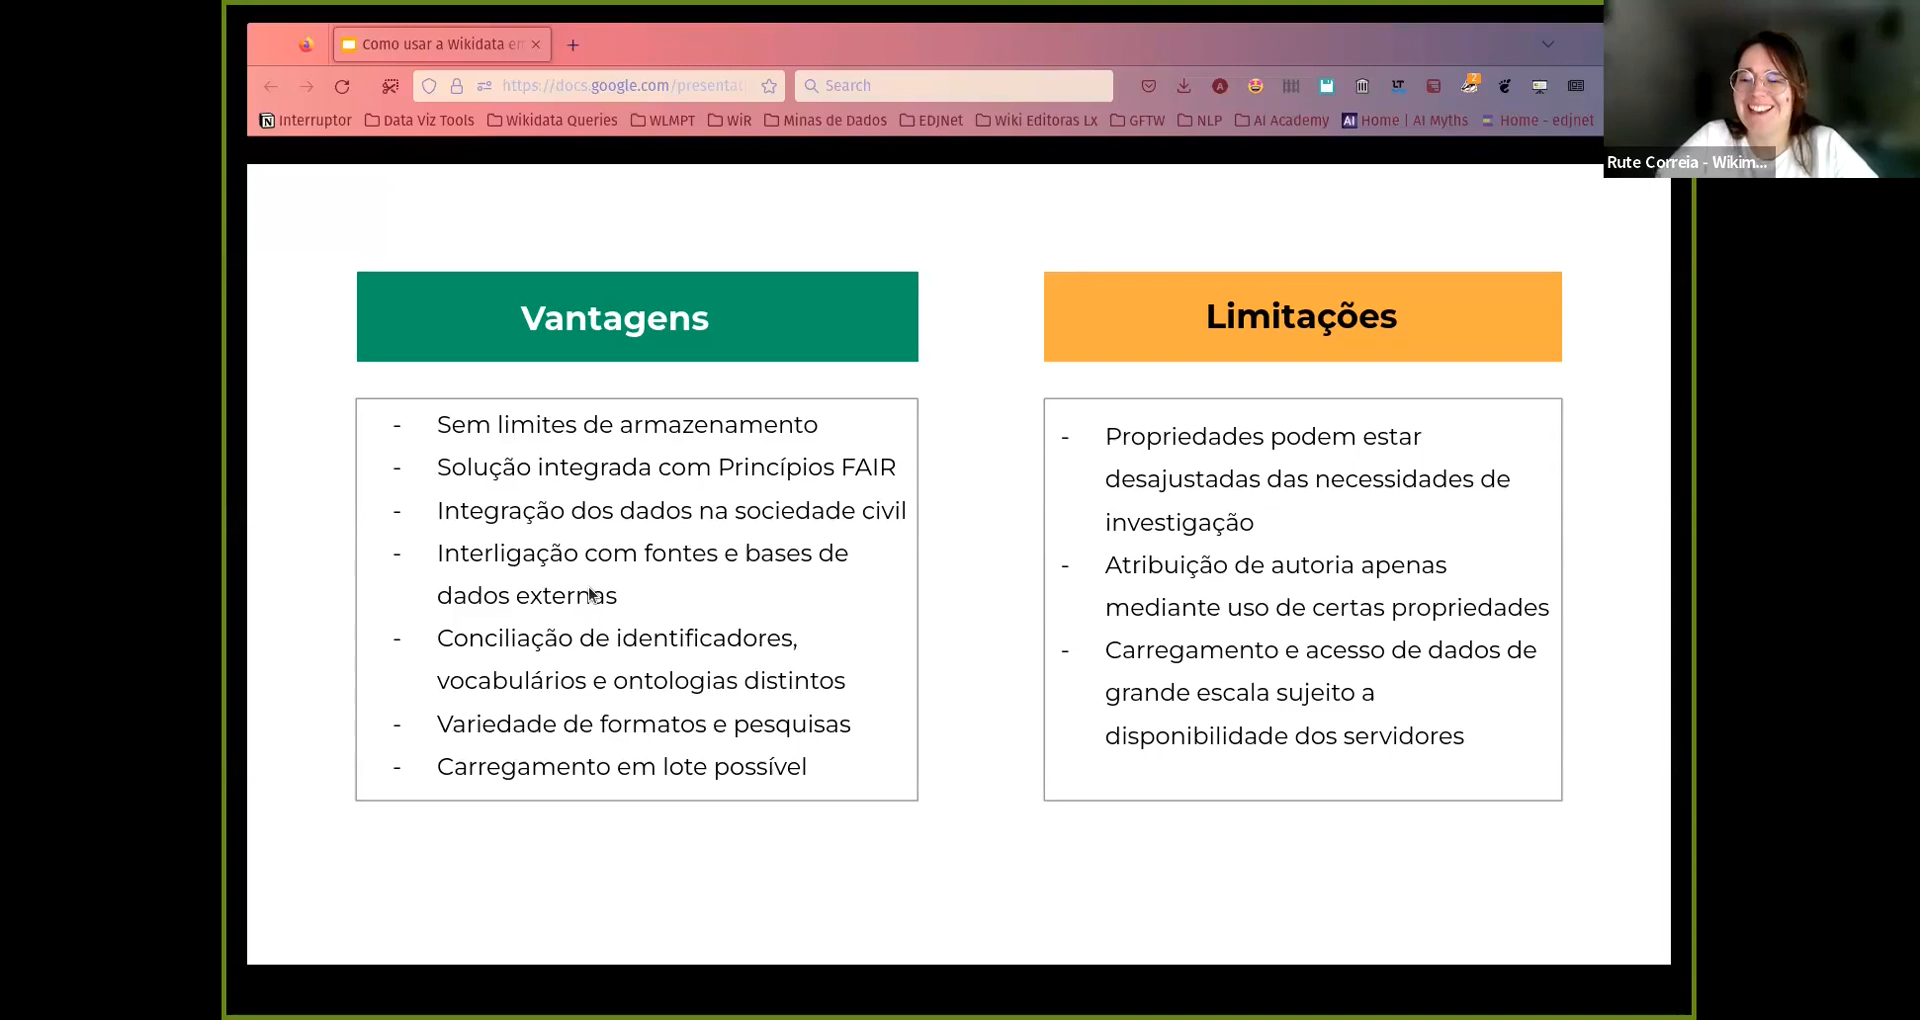 Como usar a Wikidata em
https://docs.google.com/presentat
Search
2
LT
Interruptor
Data Viz Tools
Wikidata Queries
WLMPT
WiR
Minas de Dados
EDJNet
Wiki Editoras Lx
GFTW
NLP
AI Academy
AI Home | AI Myths
Home - edjnet
Rute Correia - Wikim...
Vantagens
- Sem limites de armazenamento
- Solução integrada com Princípios FAIR
- Integração dos dados na sociedade civil
- Interligação com fontes e bases de
dados externas
- Conciliação de identificadores,
vocabulários e ontologias distintos
- Variedade de formatos e pesquisas
- Carregamento em lote possível
Limitações
- Propriedades podem estar
desajustadas das necessidades de
investigação
- Atribuição de autoria apenas
mediante uso de certas propriedades
- Carregamento e acesso de dados de
grande escala sujeito a
disponibilidade dos servidores